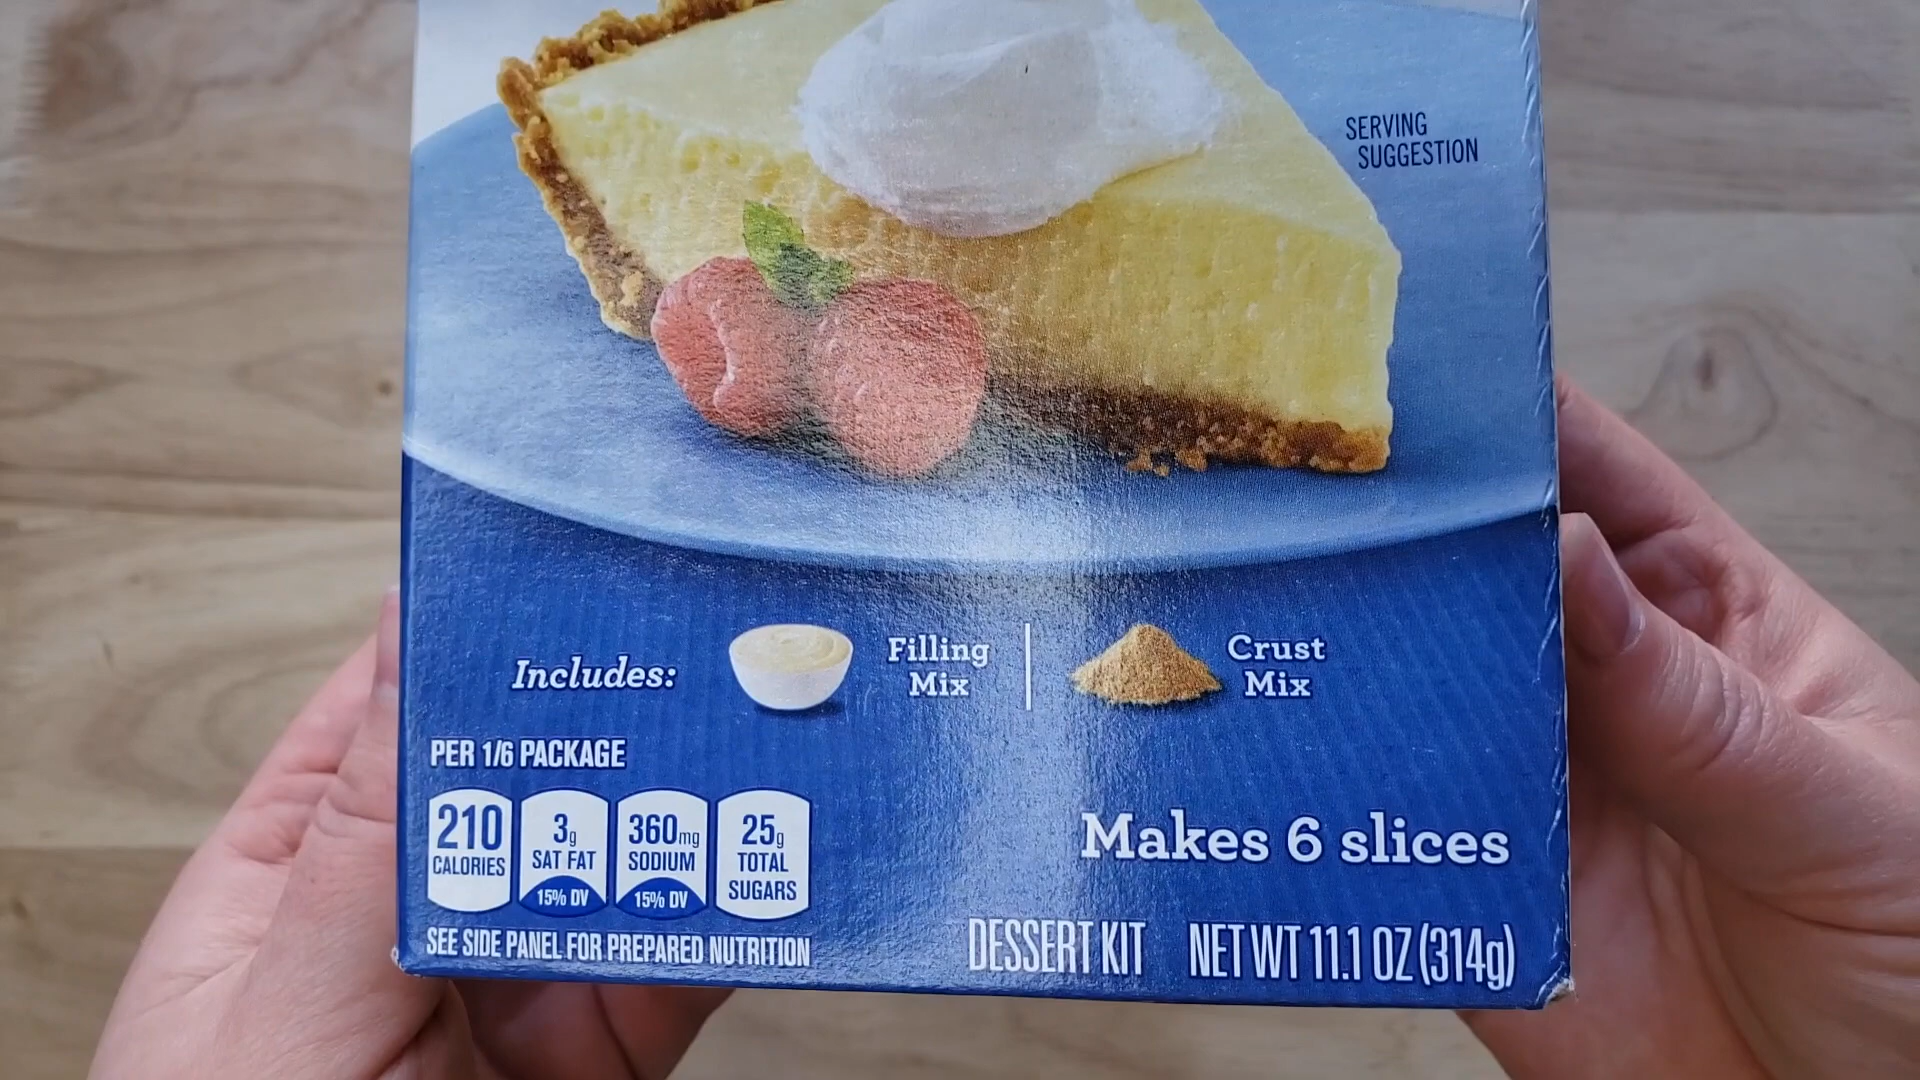 SERVING
SUGGESTION
Includes:
Filling
Mix
Crust
Mix
PER 1/6 PACKAGE
210
CALORIES
3g
SAT FAT
15% DV
360mg
SODIUM
15% DV
25g
TOTAL
SUGARS
SEE SIDE PANEL FOR PREPARED NUTRITION
Makes 6 slices
DESSERT KIT NET WT 11.1 OZ (314g)